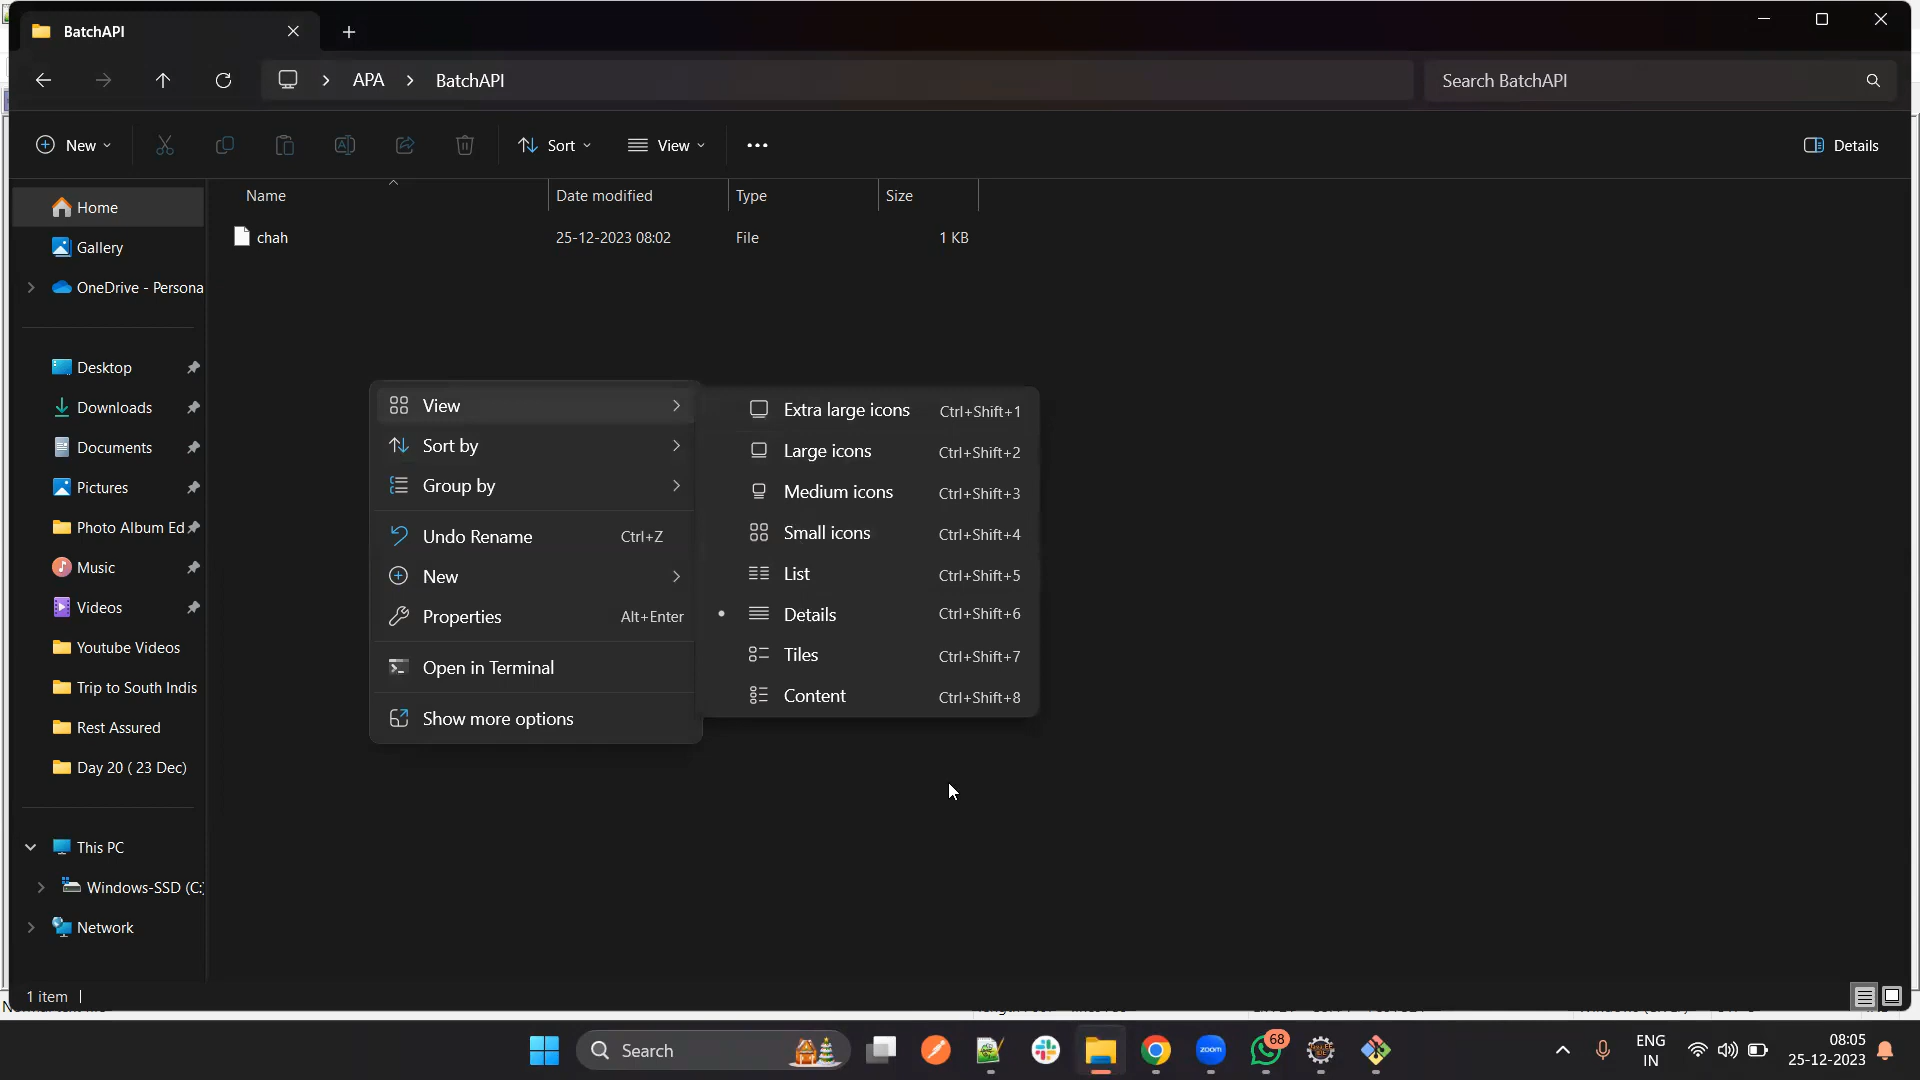 BatchAPI
APA > BatchAPI
Search BatchAPI
New
Sort
View
Details
Name
Date modified
Type
Size
chah
25-12-2023 08:02
File
1 KB
Home
Gallery
OneDrive - Persona
Desktop
Downloads
Documents
Pictures
Photo Album Ed
Music
Videos
Youtube Videos
Trip to South Indis
Rest Assured
Day 20 ( 23 Dec)
This PC
Windows-SSD (C:)
Network
View
Sort by
Group by
Undo Rename Ctrl+Z
New
Properties Alt+Enter
Open in Terminal
Show more options
Extra large icons Ctrl+Shift+1
Large icons Ctrl+Shift+2
Medium icons Ctrl+Shift+3
Small icons Ctrl+Shift+4
List Ctrl+Shift+5
Details Ctrl+Shift+6
Tiles Ctrl+Shift+7
Content Ctrl+Shift+8
1 item
Search
zoom
68
ENG
IN
08:05
25-12-2023